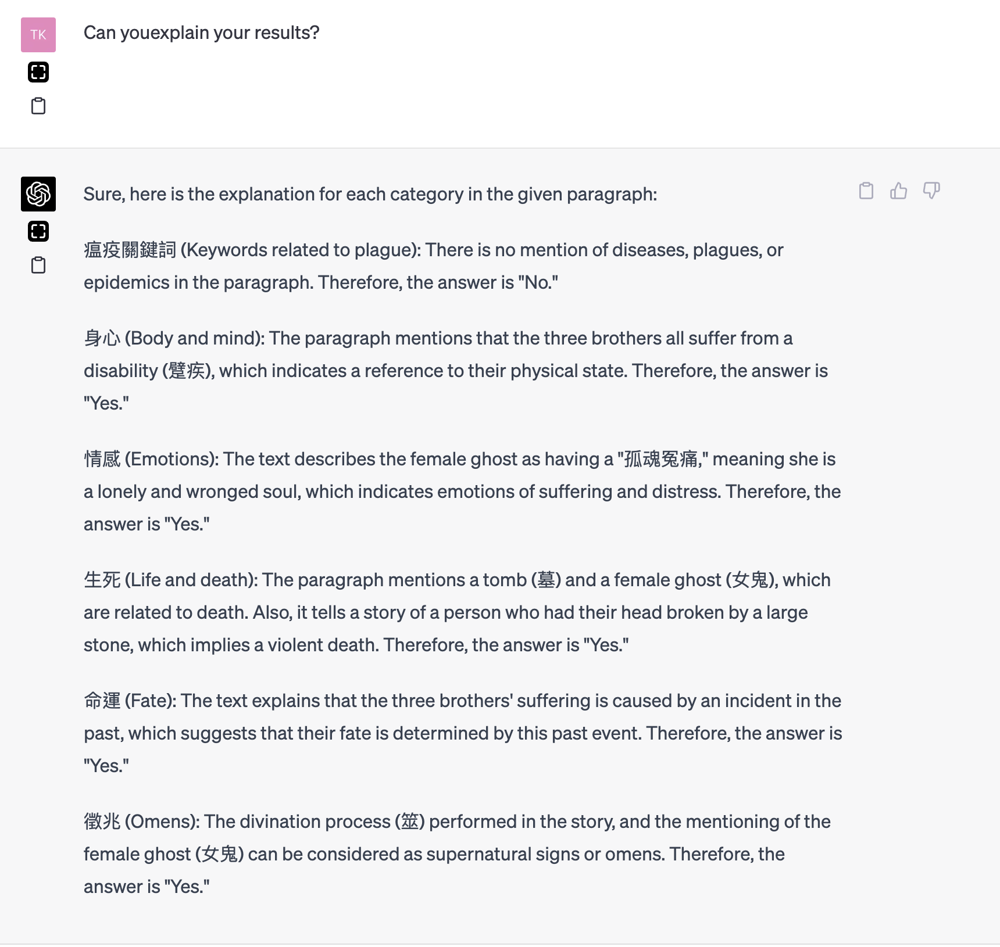 TK
Can youexplain your results?
Sure, here is the explanation for each category in the given paragraph:
瘟疫關鍵詞 (Keywords related to plague): There is no mention of diseases, plagues, or
epidemics in the paragraph. Therefore, the answer is "No."
身心 (Body and mind): The paragraph mentions that the three brothers all suffer from a
disability (躄疾), which indicates a reference to their physical state. Therefore, the answer is
"Yes."
情感 (Emotions): The text describes the female ghost as having a "孤魂冤痛," meaning she is
a lonely and wronged soul, which indicates emotions of suffering and distress. Therefore, the
answer is "Yes."
生死 (Life and death): The paragraph mentions a tomb (墓) and a female ghost (女鬼), which
are related to death. Also, it tells a story of a person who had their head broken by a large
stone, which implies a violent death. Therefore, the answer is "Yes."
命運 (Fate): The text explains that the three brothers' suffering is caused by an incident in the
past, which suggests that their fate is determined by this past event. Therefore, the answer is
"Yes."
徵兆 (Omens): The divination process (筮) performed in the story, and the mentioning of the
female ghost (女鬼) can be considered as supernatural signs or omens. Therefore, the
answer is "Yes."